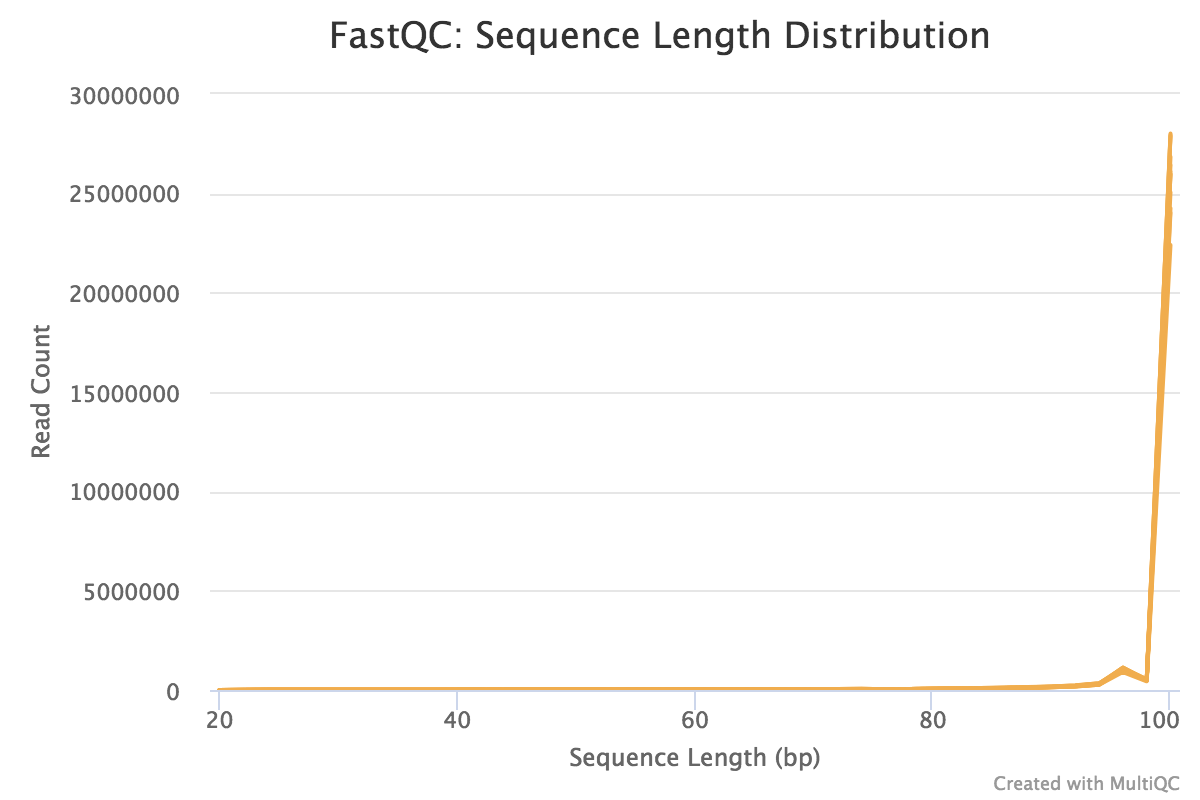 FastQC: Sequence Length Distribution
30000000
25000000
20000000
15000000
10000000
5000000
0
Read Count
20 40 60 80 100
Sequence Length (bp)
Created with MultiQC